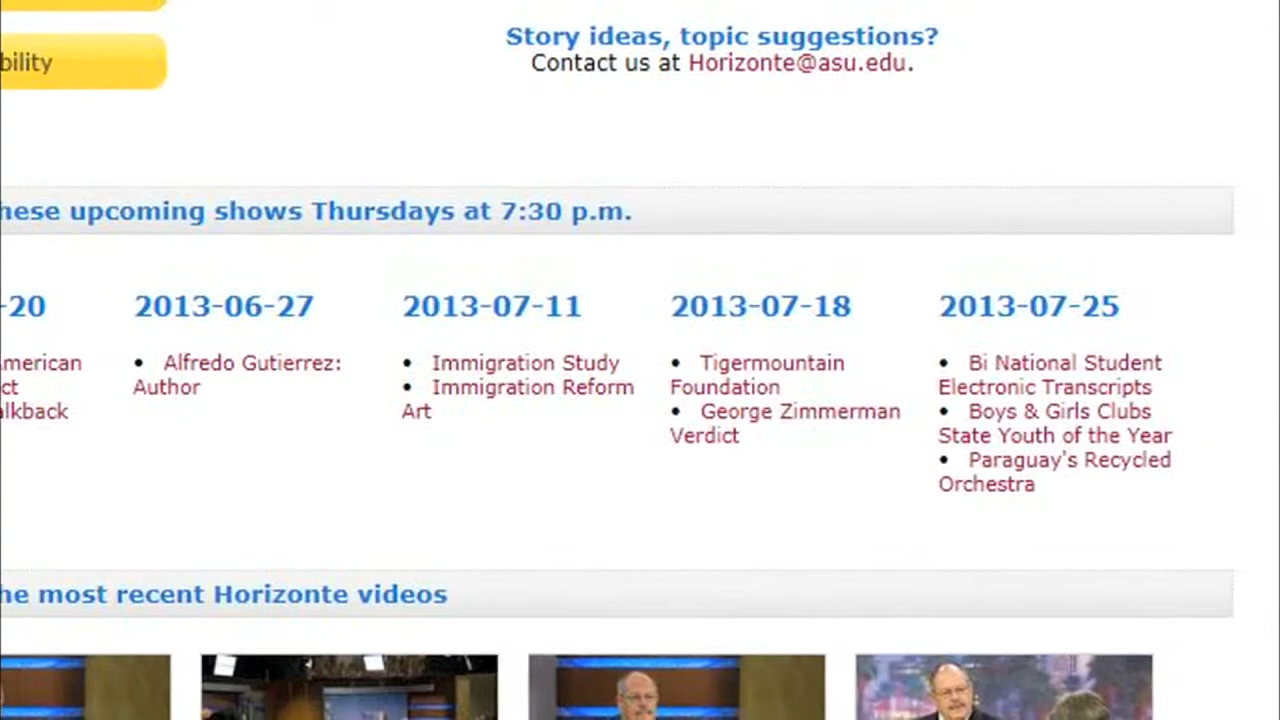 bility
Story ideas, topic suggestions?
Contact us at Horizonte@asu.edu.
hese upcoming shows Thursdays at 7:30 p.m.
-20
merican
ct
alkback
2013-06-27
• Alfredo Gutierrez:
Author
2013-07-11
• Immigration Study
• Immigration Reform
Art
2013-07-18
• Tigermountain
Foundation
• George Zimmerman
Verdict
2013-07-25
• Bi National Student
Electronic Transcripts
• Boys & Girls Clubs
State Youth of the Year
• Paraguay's Recycled
Orchestra
he most recent Horizonte videos